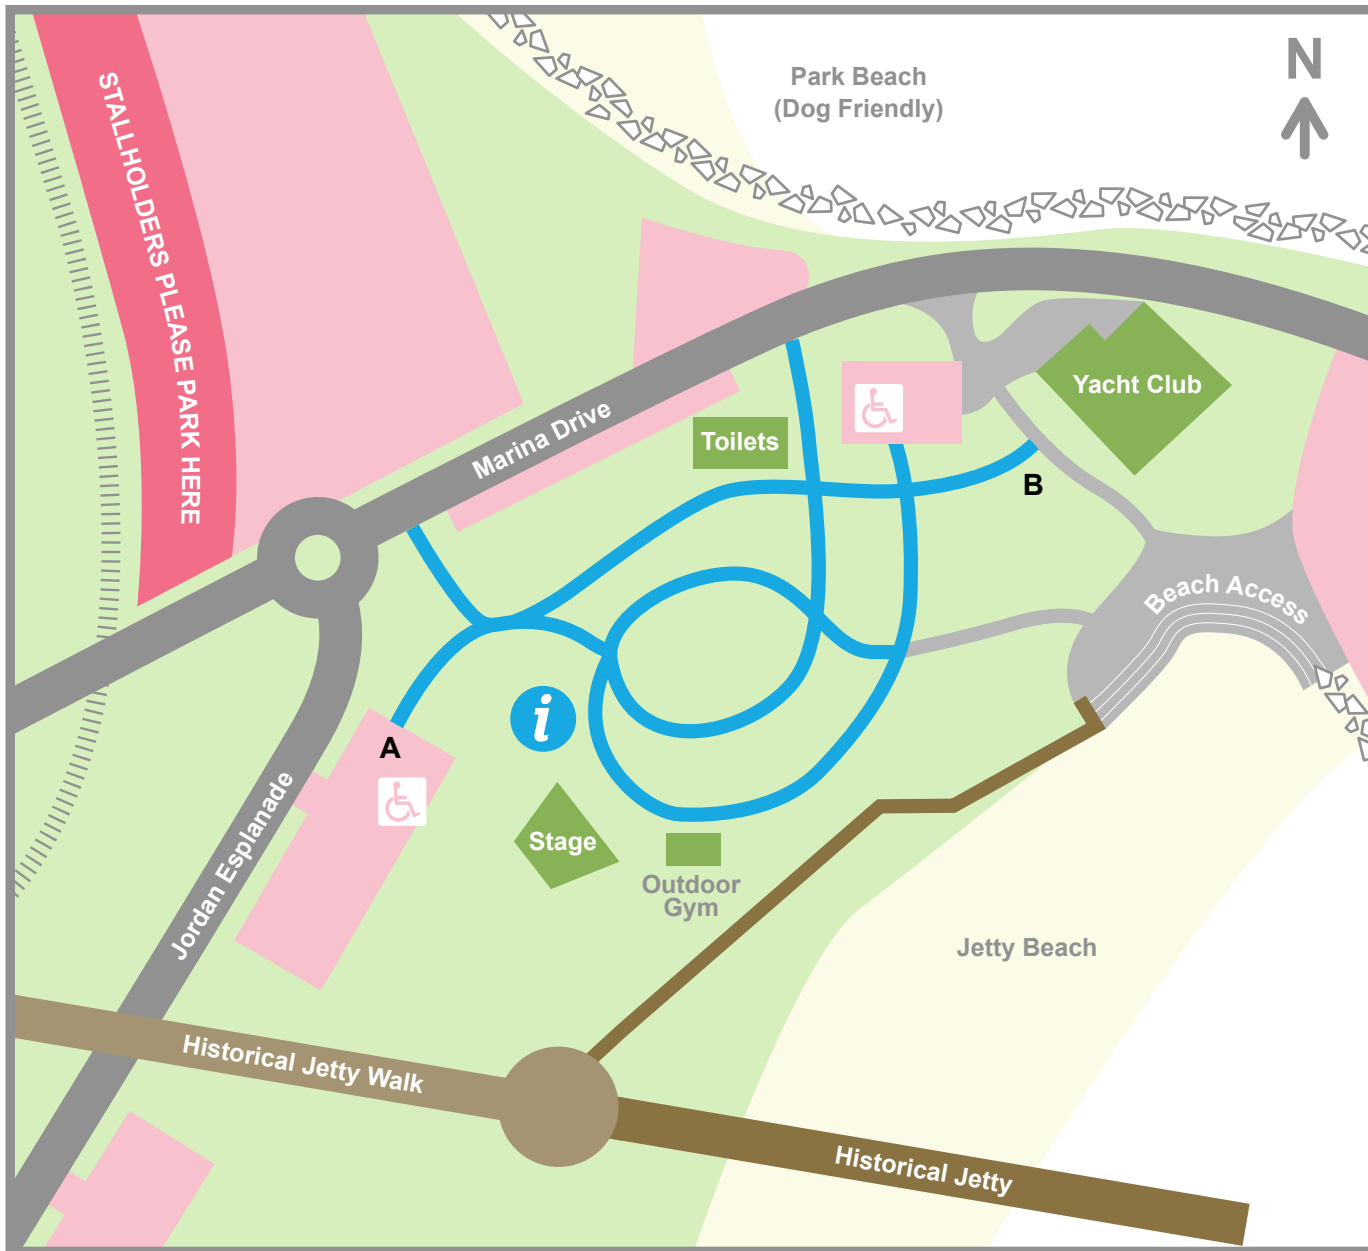 Park Beach
(Dog Friendly)
N
STALLHOLDERS PLEASE PARK HERE
Marina Drive
Toilets
Yacht Club
B
Beach Access
i
A
Stage
Outdoor
Gym
Jordan Esplanade
Jetty Beach
Historical Jetty Walk
Historical Jetty